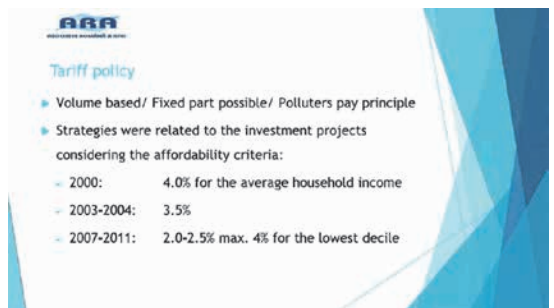 ARA
Tariff policy
Volume based/ Fixed part possible/ Polluters pay principle
Strategies were related to the investment projects
considering the affordability criteria:
- 2000: 4.0% for the average household income
- 2003-2004: 3.5%
- 2007-2011: 2.0-2.5% max. 4% for the lowest decile